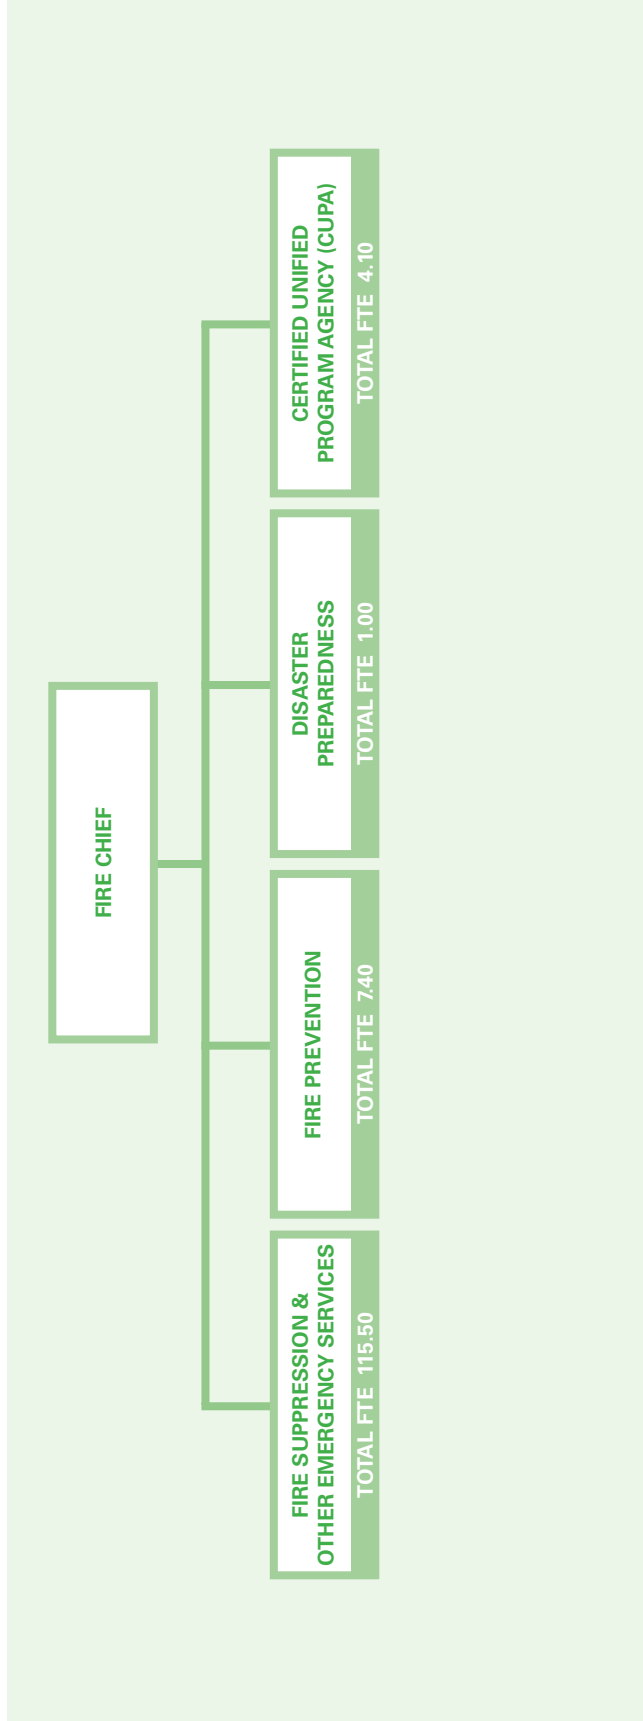 FIRE CHIEF
FIRE SUPPRESSION &
OTHER EMERGENCY SERVICES
TOTAL FTE 115.50
FIRE PREVENTION
TOTAL FTE 7.40
DISASTER
PREPAREDNESS
TOTAL FTE 1.00
CERTIFIED UNIFIED
PROGRAM AGENCY (CUPA)
TOTAL FTE 4.10